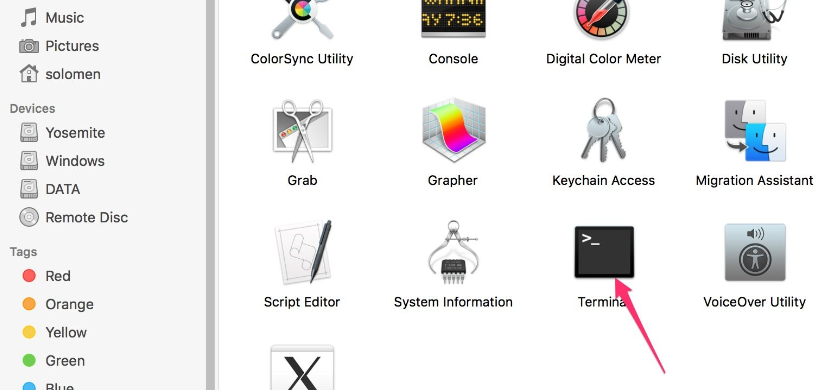 Music
Pictures
solomen
Devices
Yosemite
Windows
DATA
Remote Disc
Tags
Red
Orange
Yellow
Green
Blue
AY 7:36
ColorSync Utility
Console
Digital Color Meter
Disk Utility
Grab
Grapher
Keychain Access
Migration Assistant
>_
Script Editor
System Information
Terminal
VoiceOver Utility
X